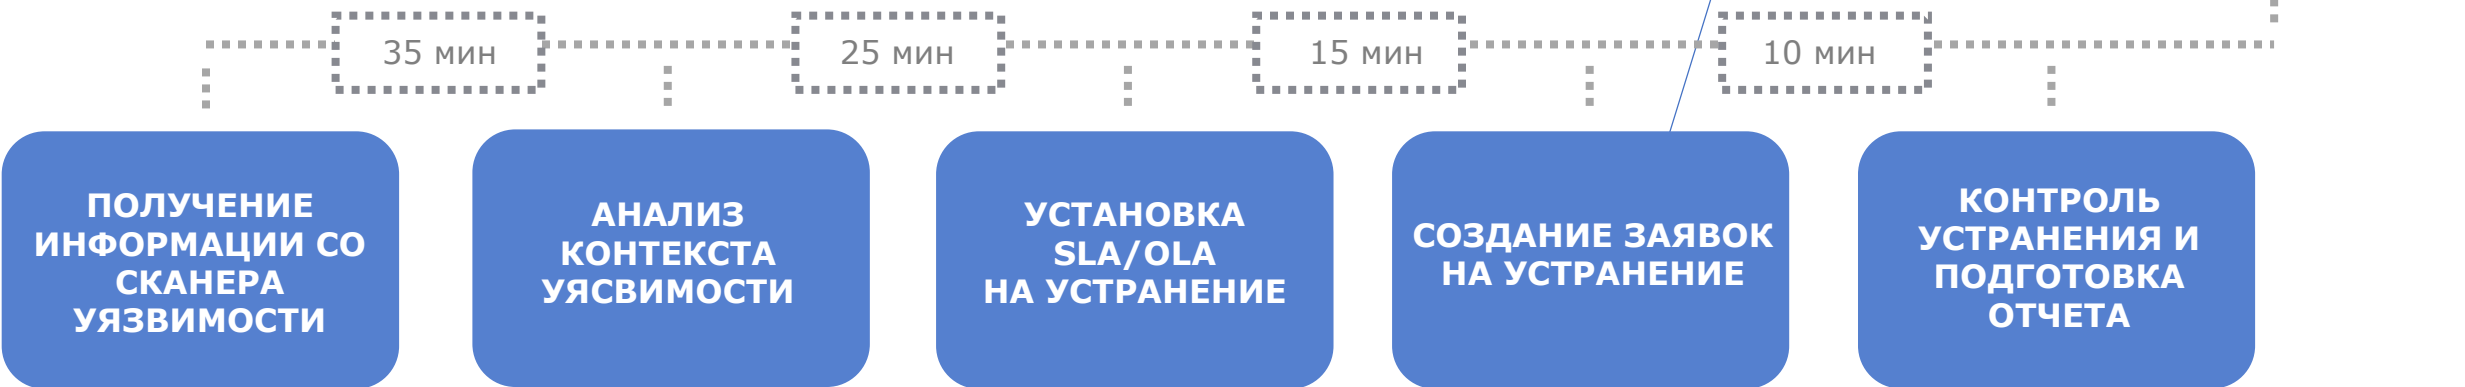 35 мин
25 мин
15 мин
10 мин
ПОЛУЧЕНИЕ
ИНФОРМАЦИИ СО
СКАНЕРА
УЯЗВИМОСТИ
АНАЛИЗ
КОНТЕКСТА
УЯСВИМОСТИ
УСТАНОВКА
SLA/OLA
НА УСТРАНЕНИЕ
СОЗДАНИЕ ЗАЯВОК
НА УСТРАНЕНИЕ
КОНТРОЛЬ
УСТРАНЕНИЯ И
ПОДГОТОВКА
ОТЧЕТА